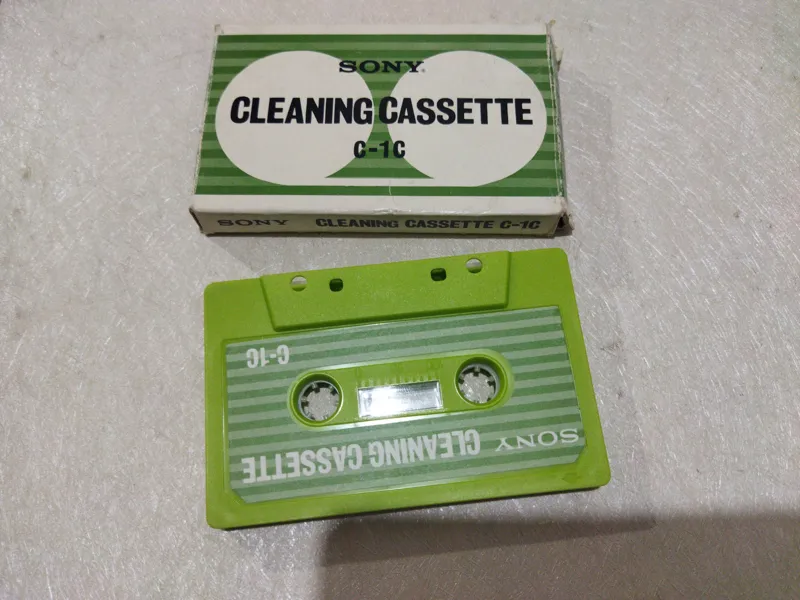 SONY®
CLEANING CASSETTE
C-1C
SONY CLEANING CASSETTE C-1C
SONY CLEANING CASSETTE
C-1C